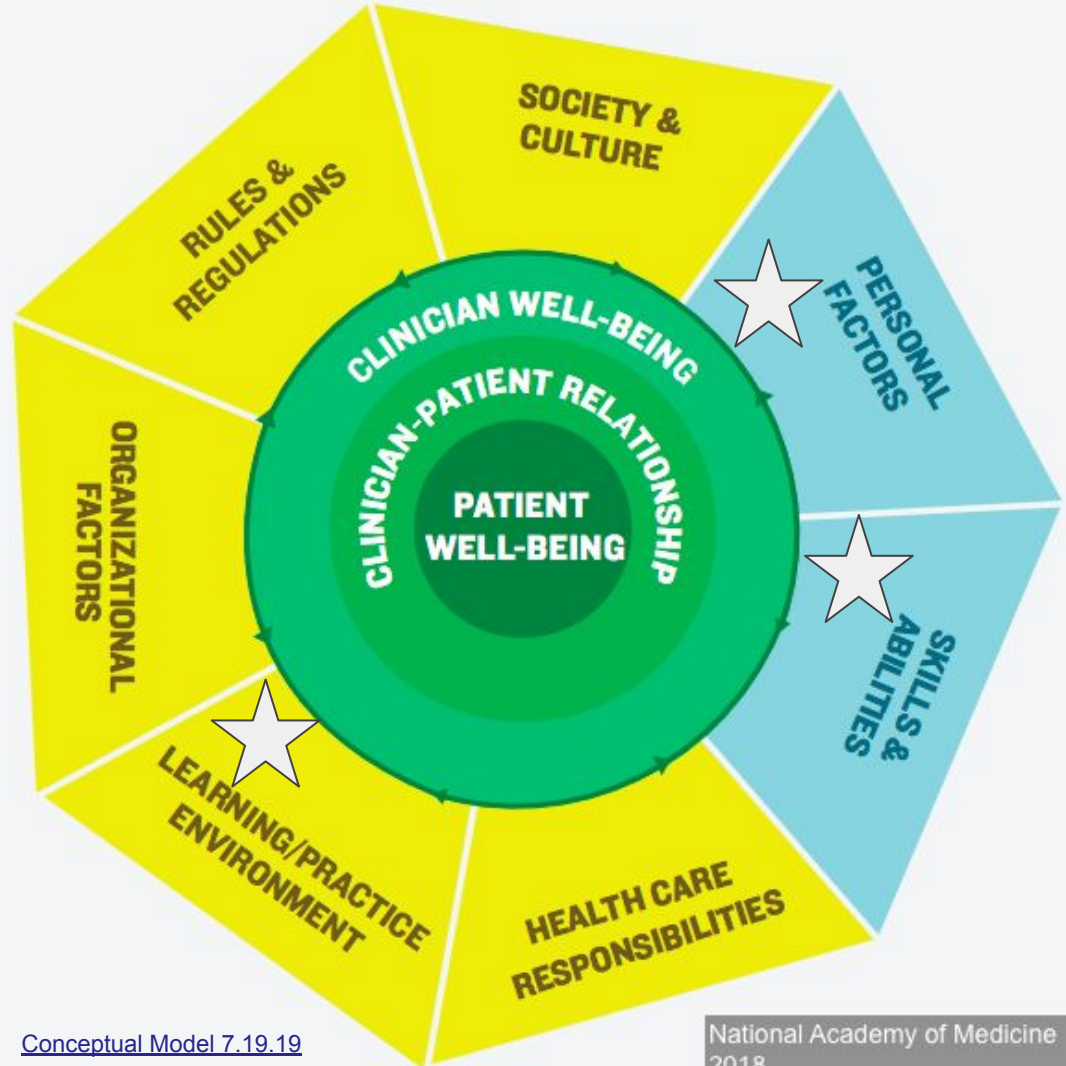 SOCIETY &
CULTURE
RULES &
REGULATIONS
PERSONAL
FACTORS
CLINICIAN WELL-BEING
CLINICIAN-PATIENT RELATIONSHIP
PATIENT
WELL-BEING
ORGANIZATIONAL
FACTORS
SKILLS &
ABILITIES
LEARNING/PRACTICE
ENVIRONMENT
HEALTH CARE
RESPONSIBILITIES
Conceptual Model 7.19.19
National Academy of Medicine
2018